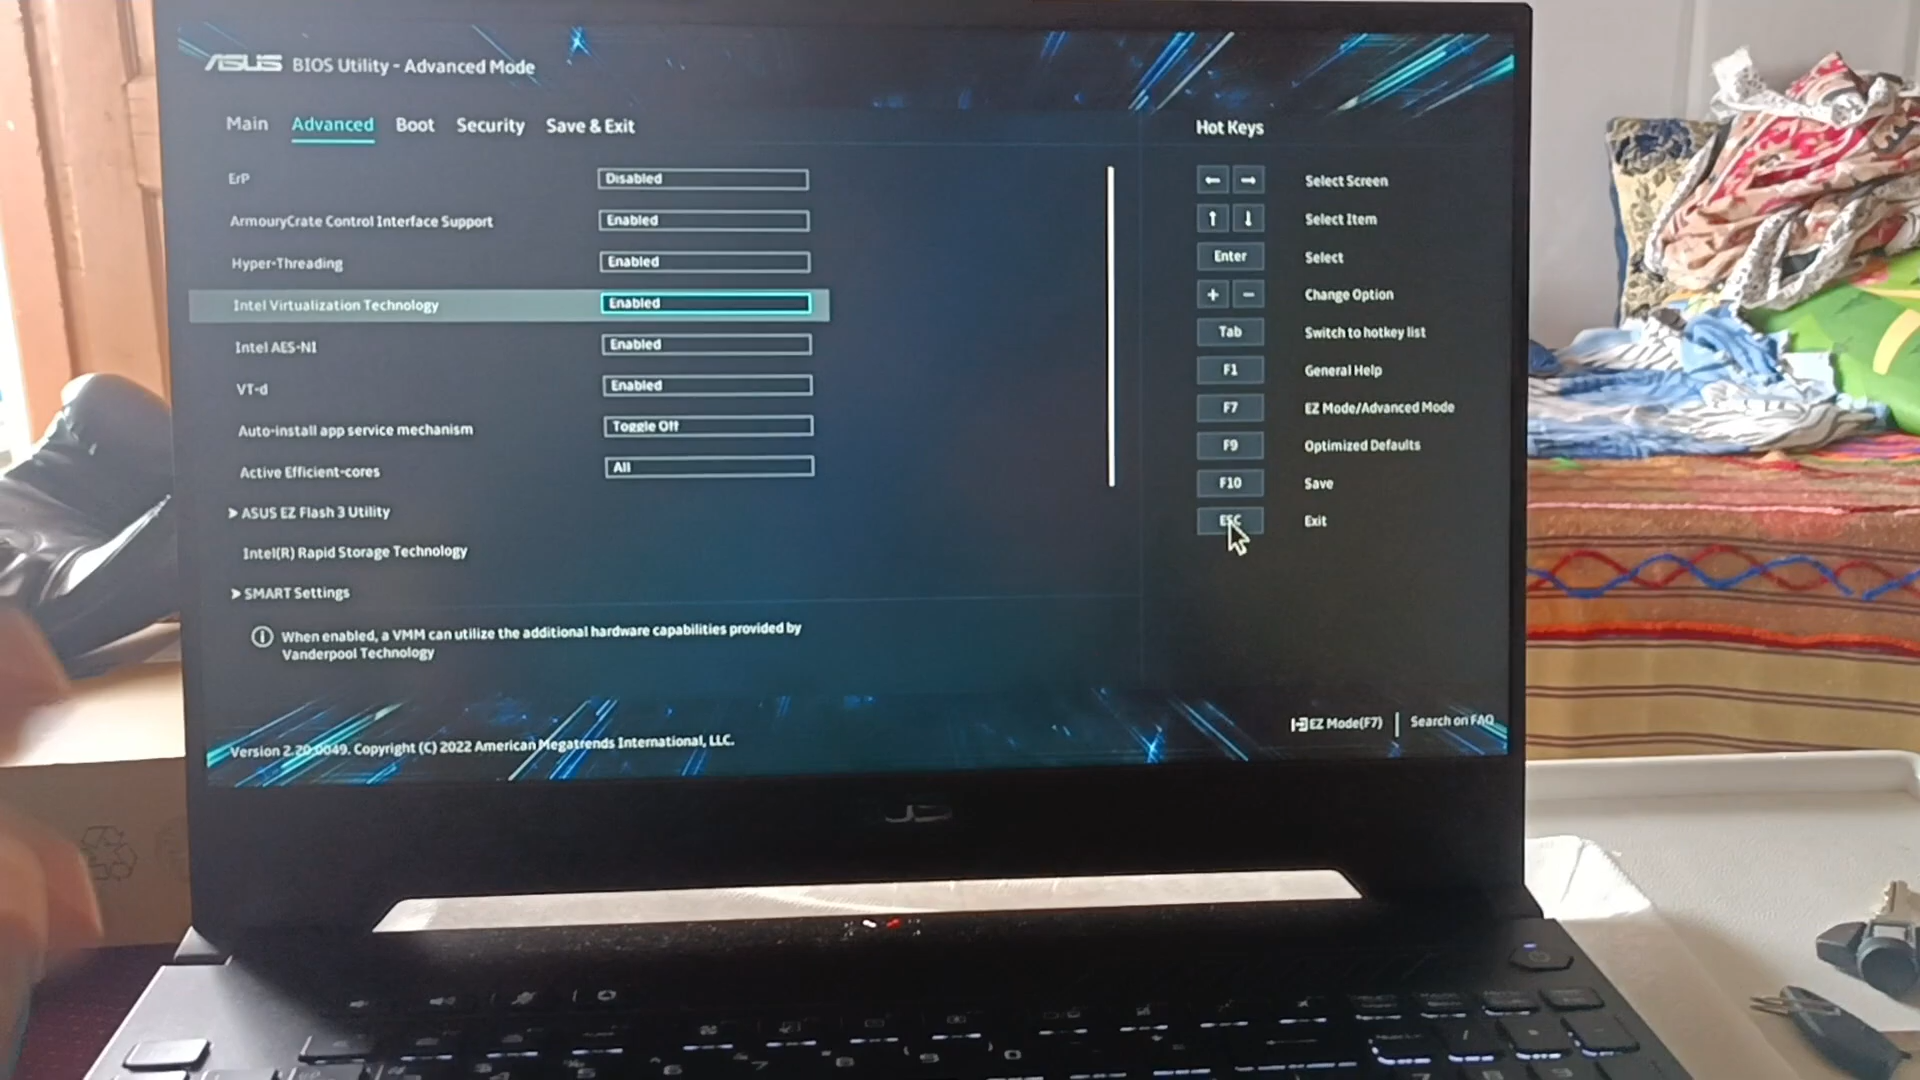 ASUS BIOS Utility - Advanced Mode
Main Advanced Boot Security Save & Exit
ErP Disabled
ArmouryCrate Control Interface Support Enabled
Hyper-Threading Enabled
Intel Virtualization Technology Enabled
Intel AES-NI Enabled
VT-d Enabled
Auto-install app service mechanism Toggle Off
Active Efficient-cores All
ASUS EZ Flash 3 Utility
Intel(R) Rapid Storage Technology
SMART Settings
When enabled, a VMM can utilize the additional hardware capabilities provided by
Vanderpool Technology
Version 2.20.0049. Copyright (C) 2022 American Megatrends International, LLC.
Hot Keys
← → Select Screen
↑ ↓ Select Item
Enter Select
+ - Change Option
Tab Switch to hotkey list
F1 General Help
F7 EZ Mode/Advanced Mode
F9 Optimized Defaults
F10 Save
ESC Exit
EZ Mode(F7) | Search on FAQ